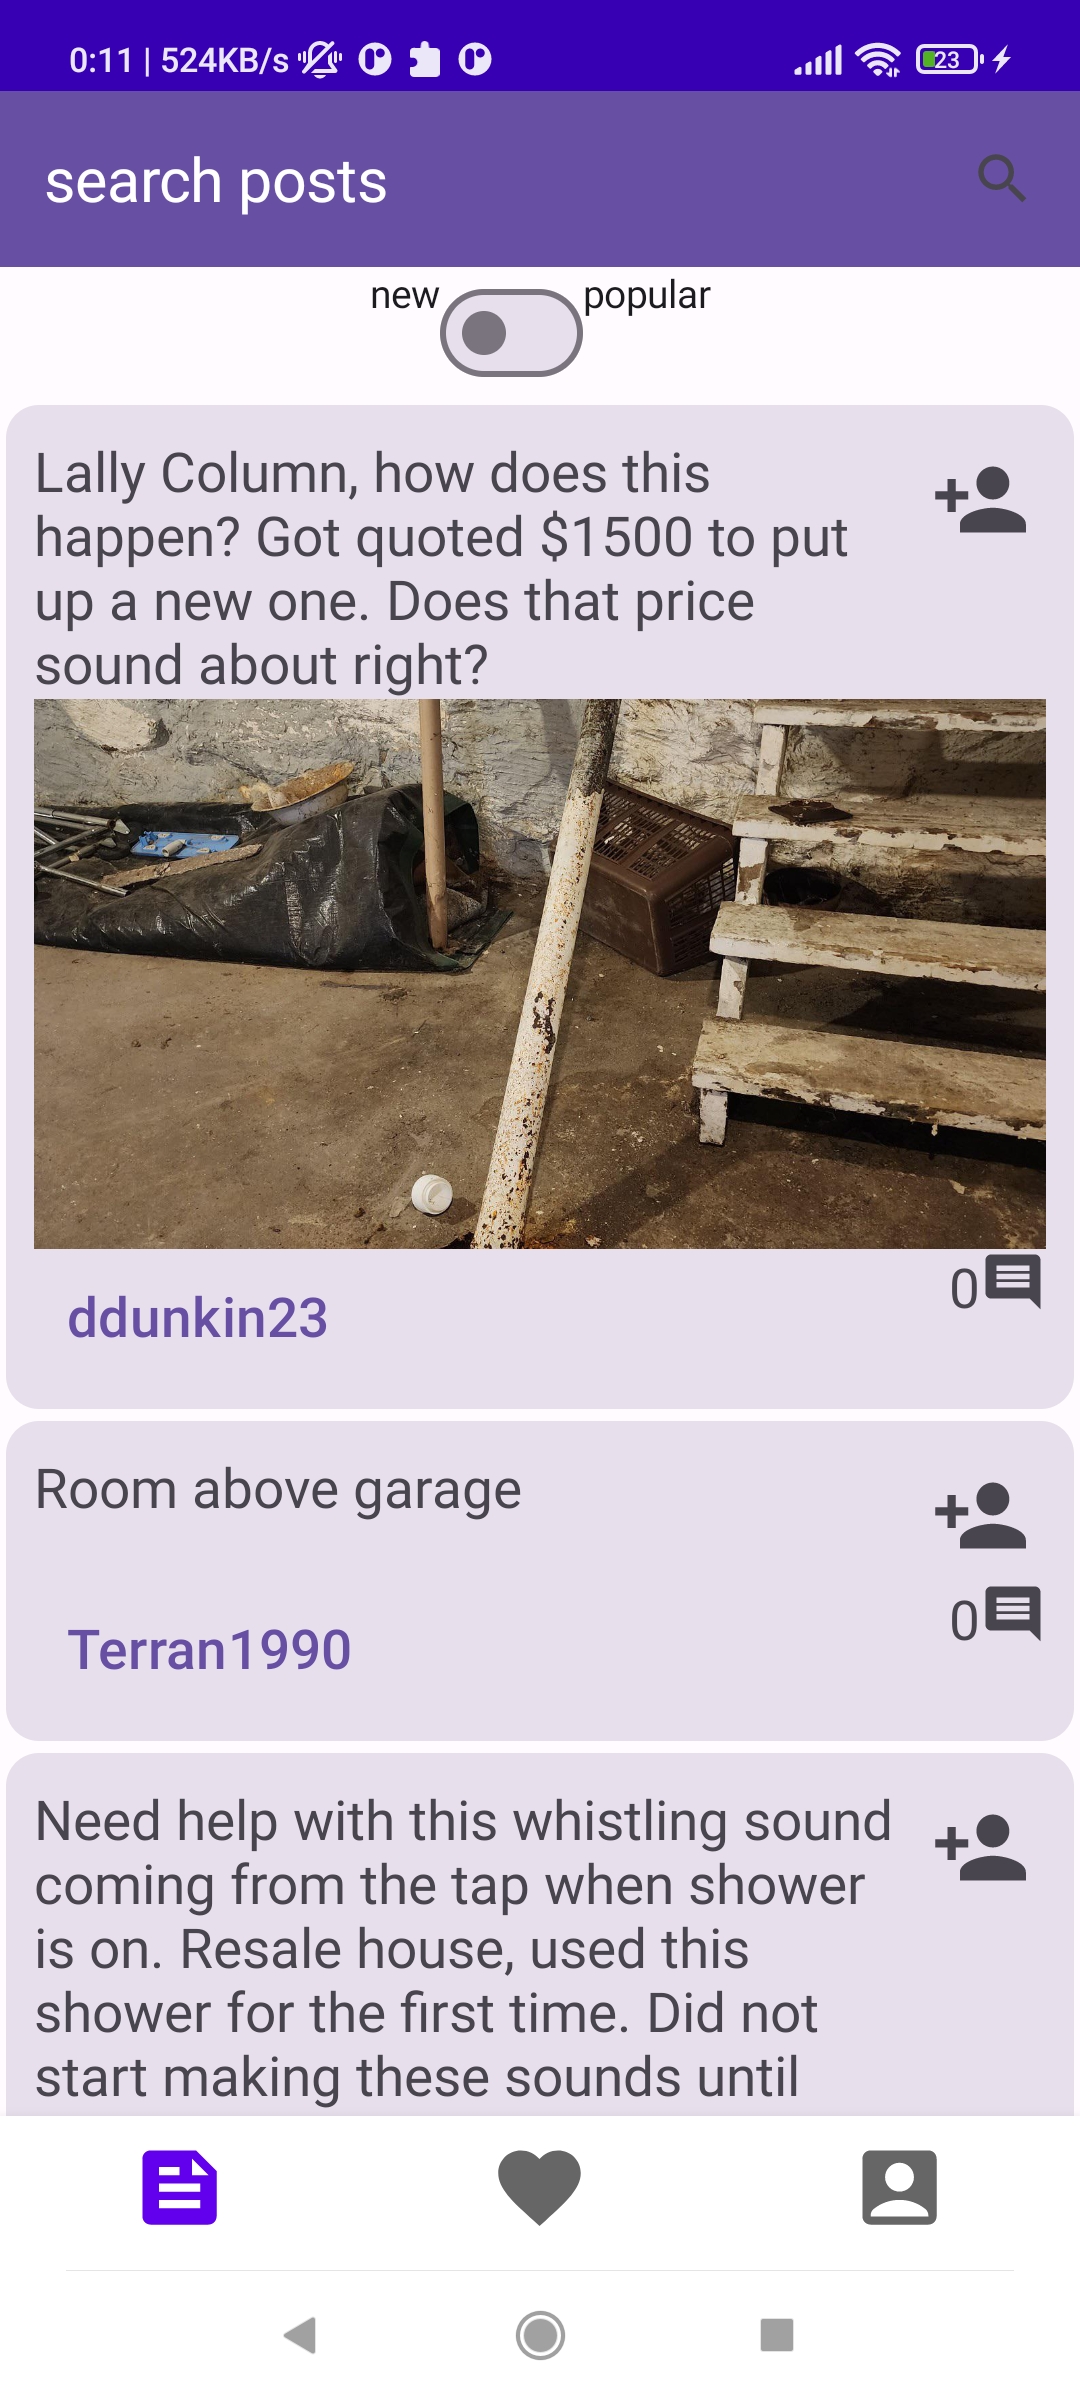 0:11 | 524KB/s
23
search posts
new
popular
Lally Column, how does this
happen? Got quoted $1500 to put
up a new one. Does that price
sound about right?
ddunkin23
0
Room above garage
Terran1990
0
Need help with this whistling sound
coming from the tap when shower
is on. Resale house, used this
shower for the first time. Did not
start making these sounds until